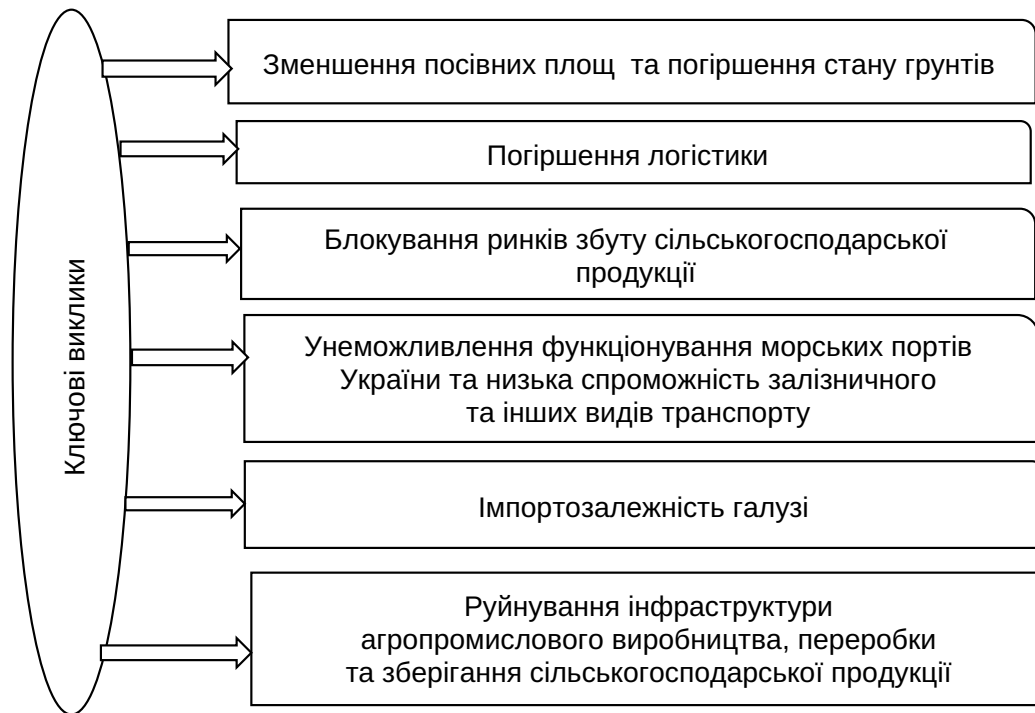 Ключові виклики
Зменшення посівних площ та погіршення стану грунтів
Погіршення логістики
Блокування ринків збуту сільськогосподарської
продукції
Унеможливлення функціонування морських портів
України та низька спроможність залізничного
та інших видів транспорту
Імпортозалежність галузі
Руйнування інфраструктури
агропромислового виробництва, переробки
та зберігання сільськогосподарської продукції